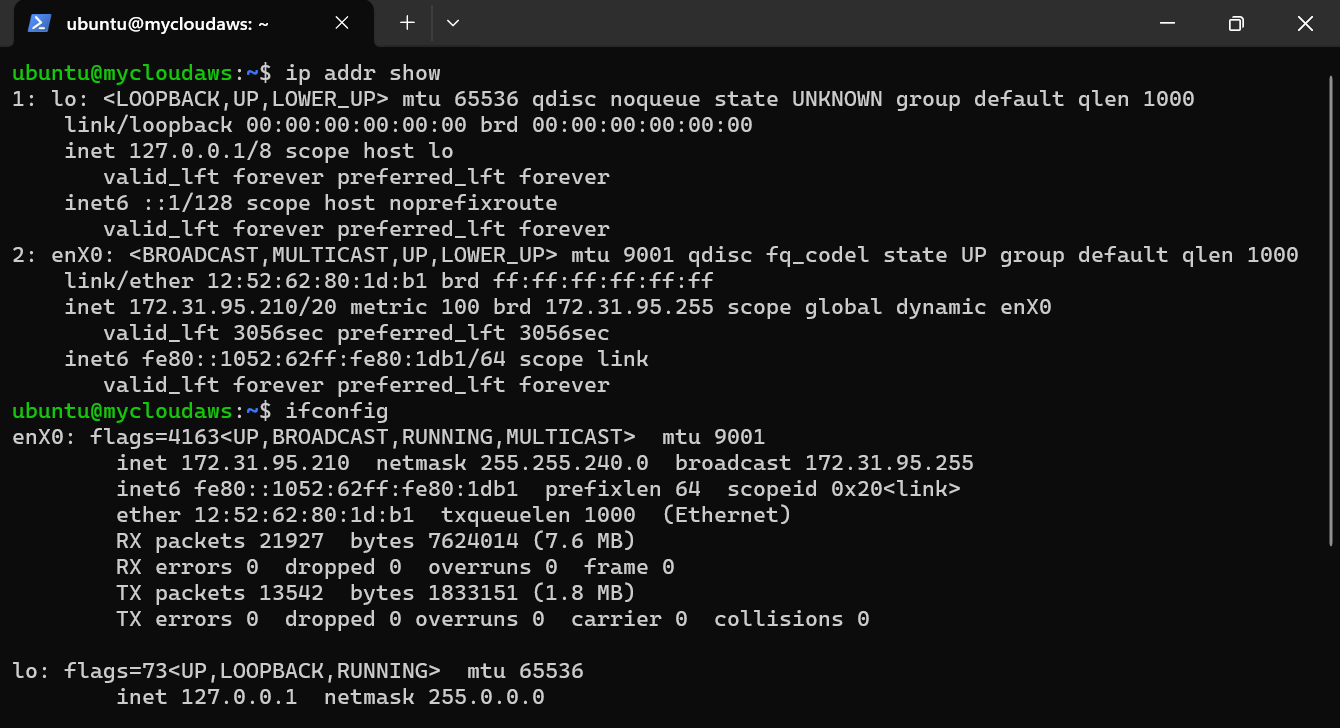 ubuntu@mycloudaws: ~
ubuntu@mycloudaws:~$ ip addr show
1: lo: <LOOPBACK,UP,LOWER_UP> mtu 65536 qdisc noqueue state UNKNOWN group default qlen 1000
    link/loopback 00:00:00:00:00:00 brd 00:00:00:00:00:00
    inet 127.0.0.1/8 scope host lo
       valid_lft forever preferred_lft forever
    inet6 ::1/128 scope host noprefixroute
       valid_lft forever preferred_lft forever
2: enX0: <BROADCAST,MULTICAST,UP,LOWER_UP> mtu 9001 qdisc fq_codel state UP group default qlen 1000
    link/ether 12:52:62:80:1d:b1 brd ff:ff:ff:ff:ff:ff
    inet 172.31.95.210/20 metric 100 brd 172.31.95.255 scope global dynamic enX0
       valid_lft 3056sec preferred_lft 3056sec
    inet6 fe80::1052:62ff:fe80:1db1/64 scope link
       valid_lft forever preferred_lft forever
ubuntu@mycloudaws:~$ ifconfig
enX0: flags=4163<UP,BROADCAST,RUNNING,MULTICAST>  mtu 9001
        inet 172.31.95.210  netmask 255.255.240.0  broadcast 172.31.95.255
        inet6 fe80::1052:62ff:fe80:1db1  prefixlen 64  scopeid 0x20<link>
        ether 12:52:62:80:1d:b1  txqueuelen 1000  (Ethernet)
        RX packets 21927  bytes 7624014 (7.6 MB)
        RX errors 0  dropped 0  overruns 0  frame 0
        TX packets 13542  bytes 1833151 (1.8 MB)
        TX errors 0  dropped 0 overruns 0  carrier 0  collisions 0

lo: flags=73<UP,LOOPBACK,RUNNING>  mtu 65536
        inet 127.0.0.1  netmask 255.0.0.0